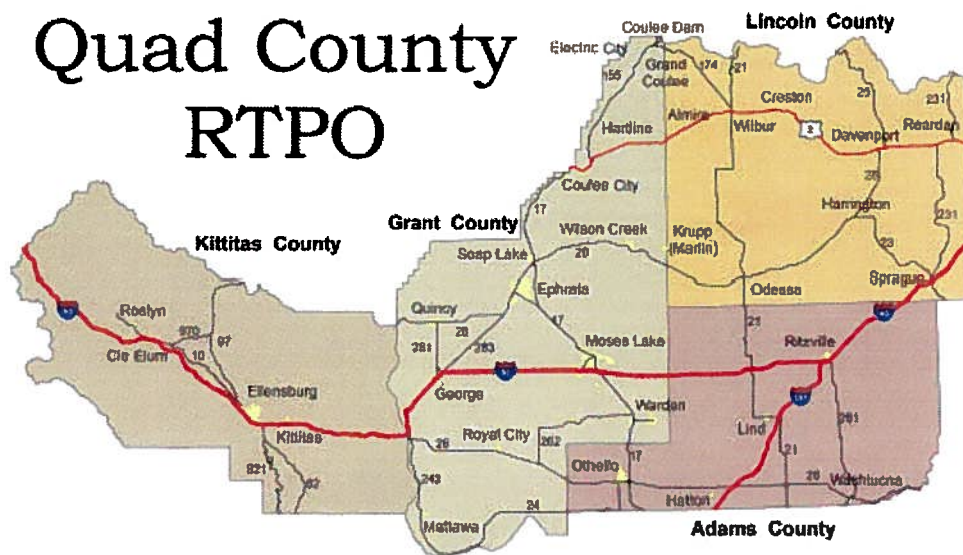 Quad County
RTPO
Coulee Dam
Lincoln County
Electric City
155
Grand
Coulee
174
21
Creston
25
231
Hartline
Almira
Wilbur
2
Davenport
Reardan
Coulee City
28
Harrington
17
231
Grant County
Wilson Creek
Krupp
(Marlin)
Kittitas County
Soap Lake
28
23
Sprague
Odessa
Ephrata
Quincy
Roslyn
970
97
28
17
21
Ritzville
281
283
Moses Lake
Cle Elum
10
90
George
Ellensburg
Warden
Lind
261
Kittitas
Royal City
262
26
21
821
82
243
Othello
17
26
Washtucna
Hatton
24
Mattawa
Adams County